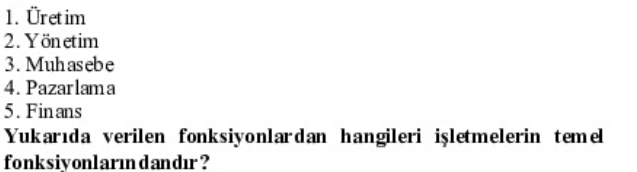 1. Üretim
2. Yönetim
3. Muhasebe
4. Pazarlama
5. Finans
Yukarıda verilen fonksiyonlardan hangileri işletmelerin temel
fonksiyonlarındandır?